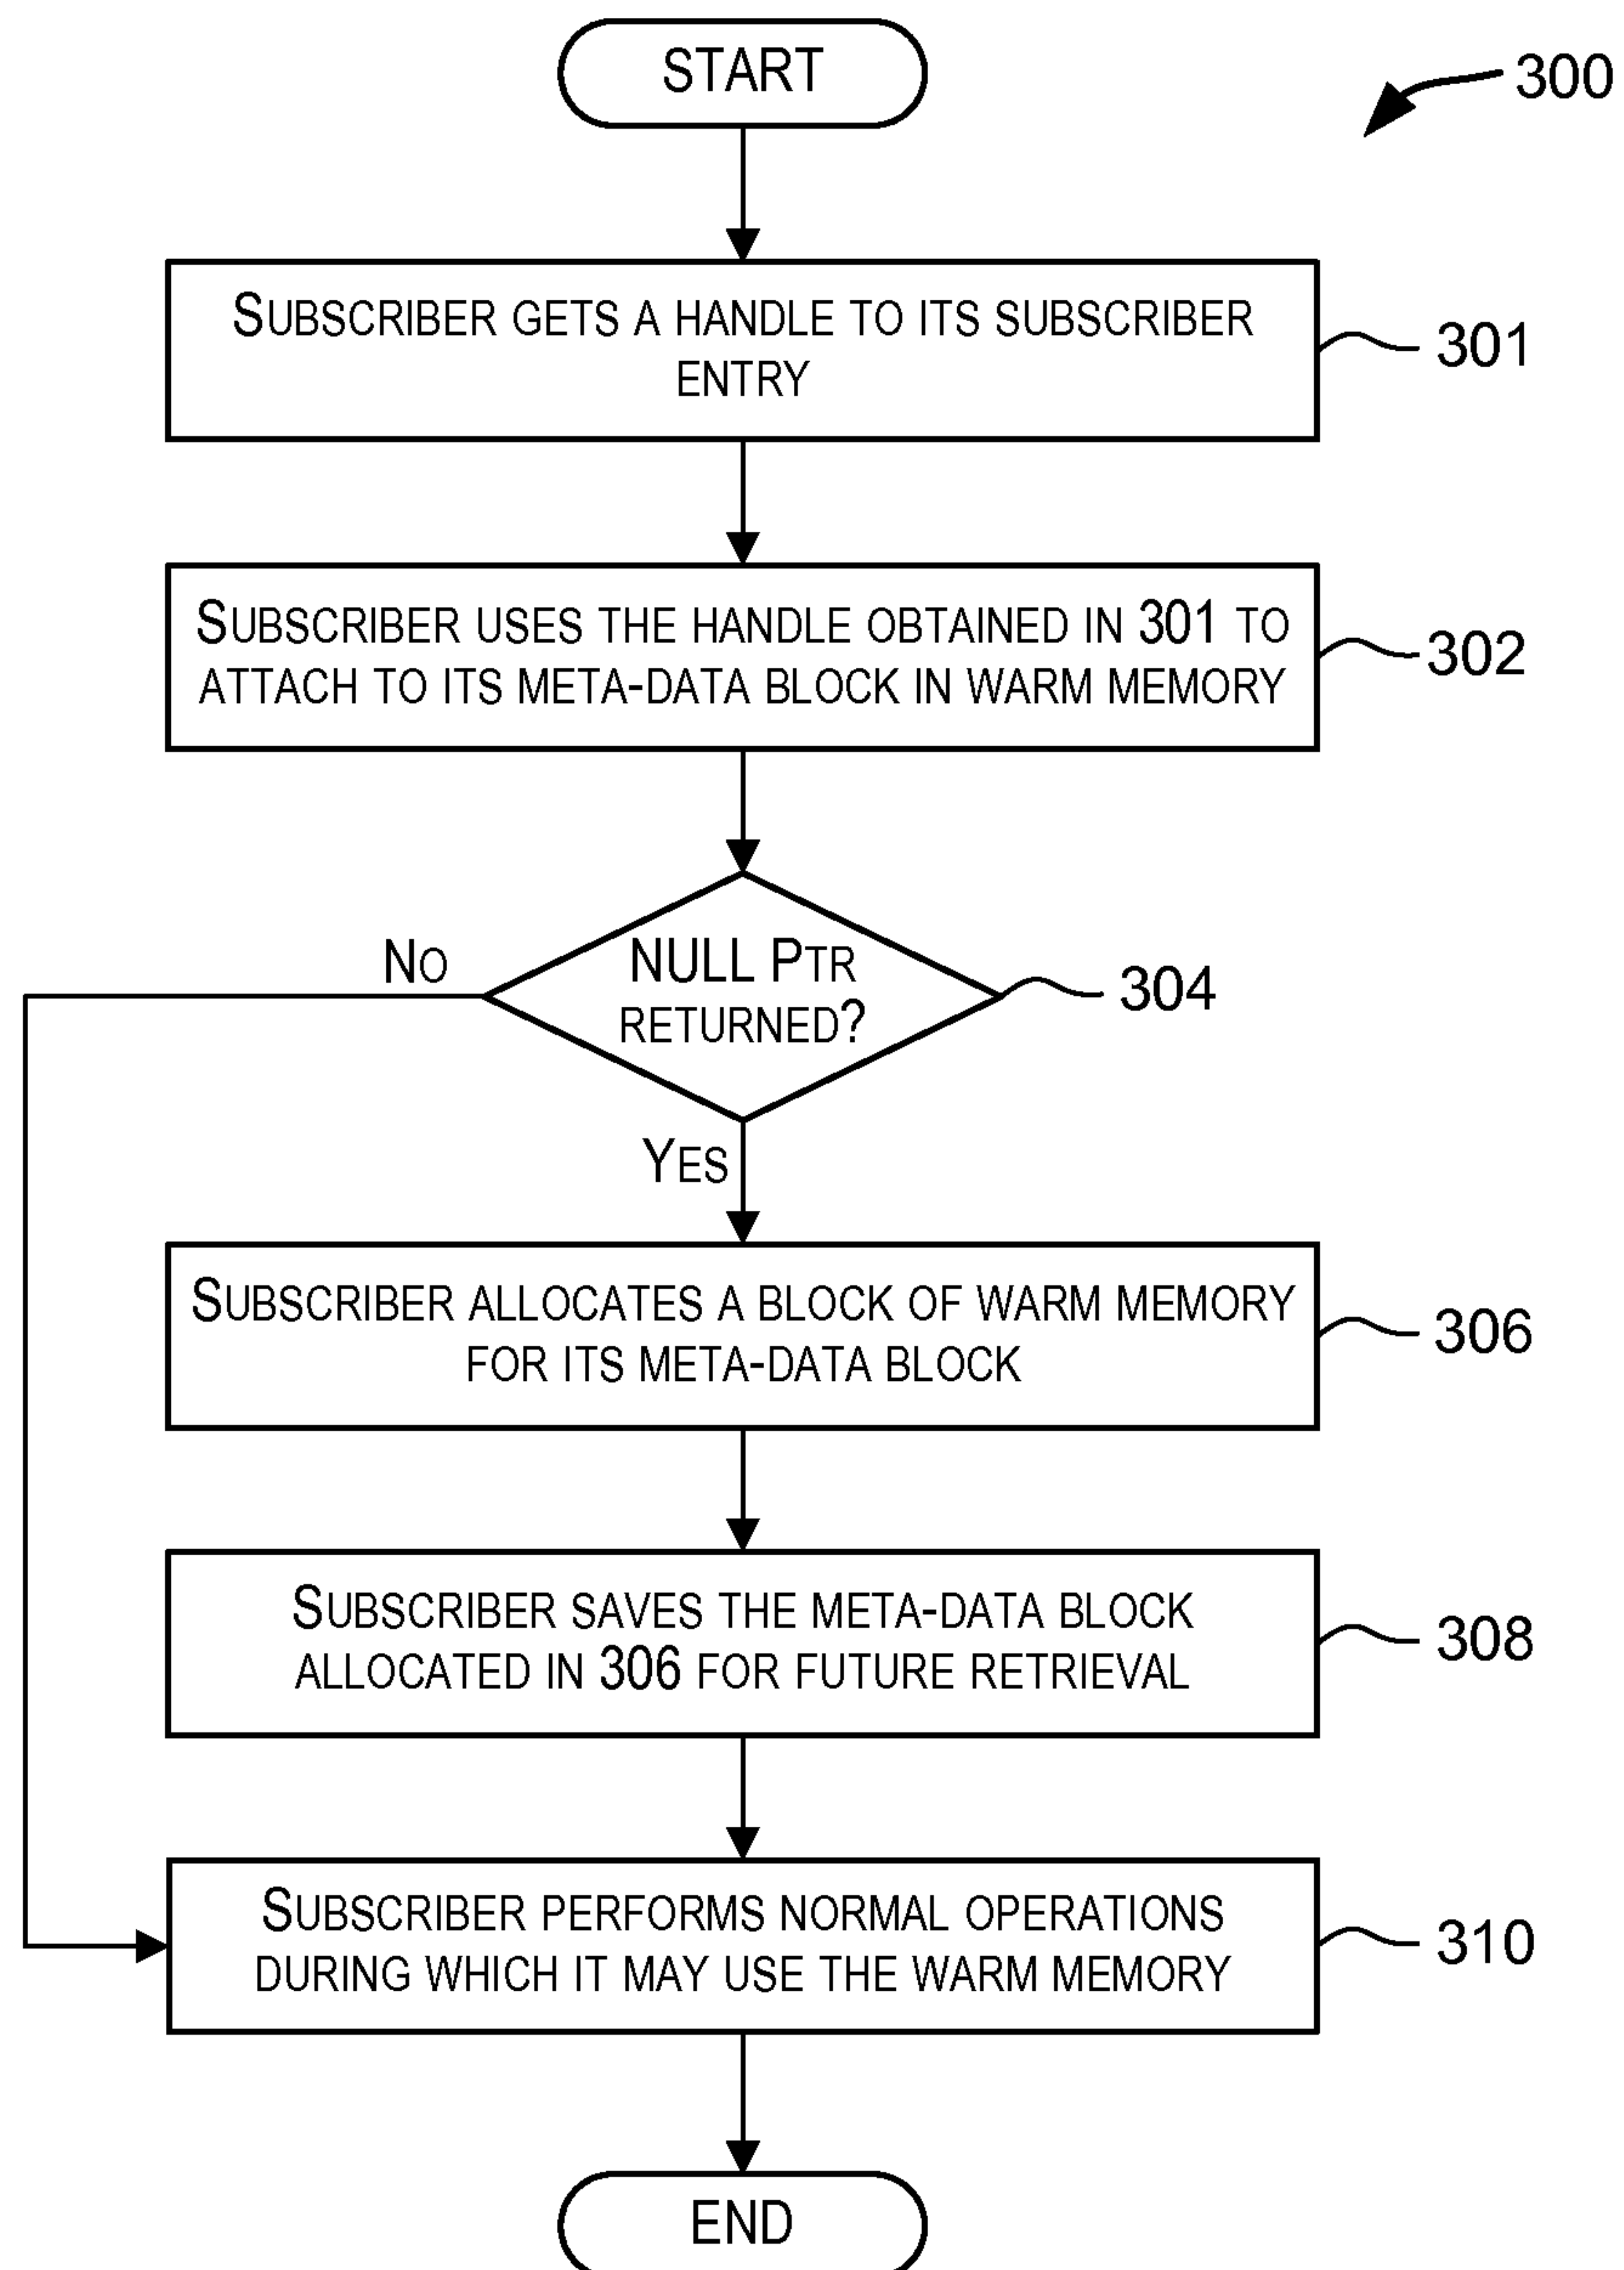 START
300
SUBSCRIBER GETS A HANDLE TO ITS SUBSCRIBER
ENTRY
301
SUBSCRIBER USES THE HANDLE OBTAINED IN 301 TO
ATTACH TO ITS META-DATA BLOCK IN WARM MEMORY
302
NO
NULL PTR
RETURNED?
304
YES
SUBSCRIBER ALLOCATES A BLOCK OF WARM MEMORY
FOR ITS META-DATA BLOCK
306
SUBSCRIBER SAVES THE META-DATA BLOCK
ALLOCATED IN 306 FOR FUTURE RETRIEVAL
308
SUBSCRIBER PERFORMS NORMAL OPERATIONS
DURING WHICH IT MAY USE THE WARM MEMORY
310
END